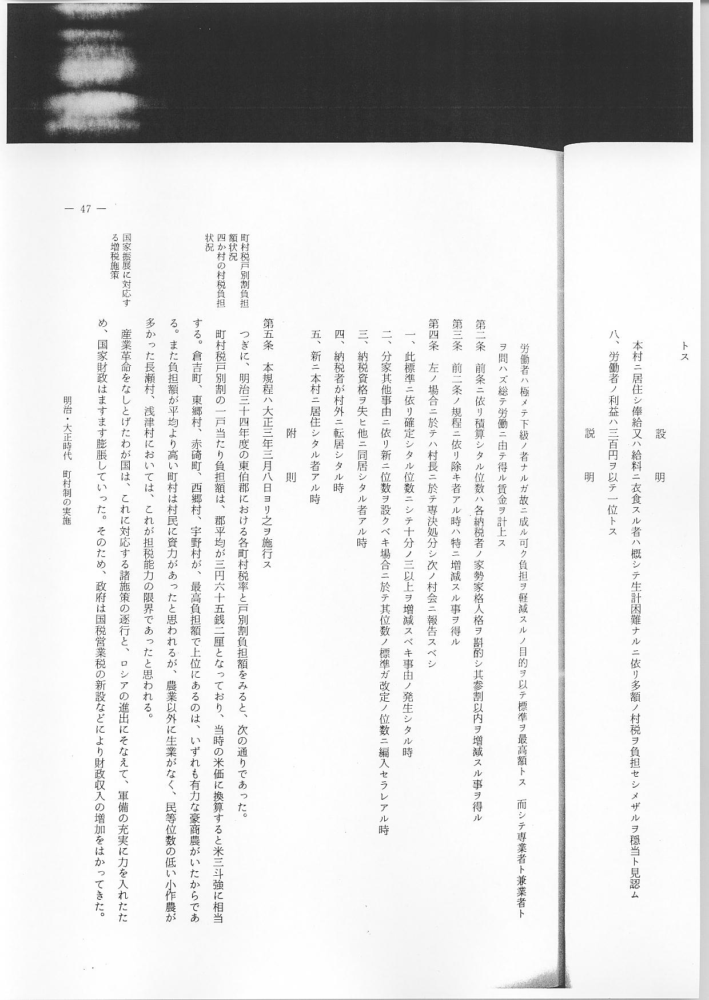 トス
設明
本村ニ居住シ俸給又ハ給料ニ衣食スル者ハ概シテ生計困難ナルニ依リ多額ノ村税ヲ負担セシメザルヲ穏当ト見認ム
八、労働者ノ利益ハ三百円ヲ以テ一位トス
説明
労働者ハ極メテ下級ノ者ナルガ故ニ成ル可ク負担ヲ軽減スルノ目的ヲ以テ標準ヲ最高額トス　而シテ専業者ト兼業者ト
ヲ問ハズ総テ労働ニ由テ得ル賃金ヲ計上ス
第二条　前条ニ依リ積算シタル位数ハ各納税者ノ家勢家格人格ヲ斟酌シ其参割以内ヲ増減スル事ヲ得ル
第三条　前二条ノ規程ニ依リ除キ者アル時ハ特ニ増減スル事ヲ得ル
第四条　左ノ場合ニ於テハ村長ニ於テ専決処分シ次ノ村会ニ報告スベシ
一、此標準ニ依リ確定シタル位数ニシテ十分ノ三以上ヲ増減スベキ事由ノ発生シタル時
二、分家其他事由ニ依リ新ニ位数ヲ設クベキ場合ニ於テ其位数ノ標準ガ改定ノ位数ニ編入セラレアル時
三、納税資格ヲ失ヒ他ニ同居シタル者アル時
四、納税者が村外ニ転居シタル時
五、新ニ本村ニ居住シタル者アル時
附則
第五条　本規程ハ大正三年三月八日ヨリ之ヲ施行ス
町村税戸別割負担
額状況
つぎに、明治三十四年度の東伯郡における各町村税率と戸別割負担額をみると、次の通りであった。
四か村の村税負担
状況
町村税戸別割の一戸当たり負担額は、郡平均が三円六十五銭二厘となっており、当時の米価に換算すると米三斗強に相当
する。倉吉町、東郷村、赤碕町、西郷村、宇野村が、最高負担額で上位にあるのは、いずれも有力な豪商農がいたからであ
る。また負担額が平均より高い町村は村民に資力があったと思われるが、農業以外に生業がなく、民等位数の低い小作農が
多かった長瀬村、浅津村においては、これが担税能力の限界であったと思われる。
国家振展に対応す
る増税施策
産業革命をなしとげたわが国は、これに対応する諸施策の逐行と、ロシアの進出にそなえて、軍備の充実に力を入れたた
め、国家財政はますます膨脹していった。そのため、政府は国税営業税の新設などにより財政収入の増加をはかってきた。
明治・大正時代　町村制の実施
— 47 —